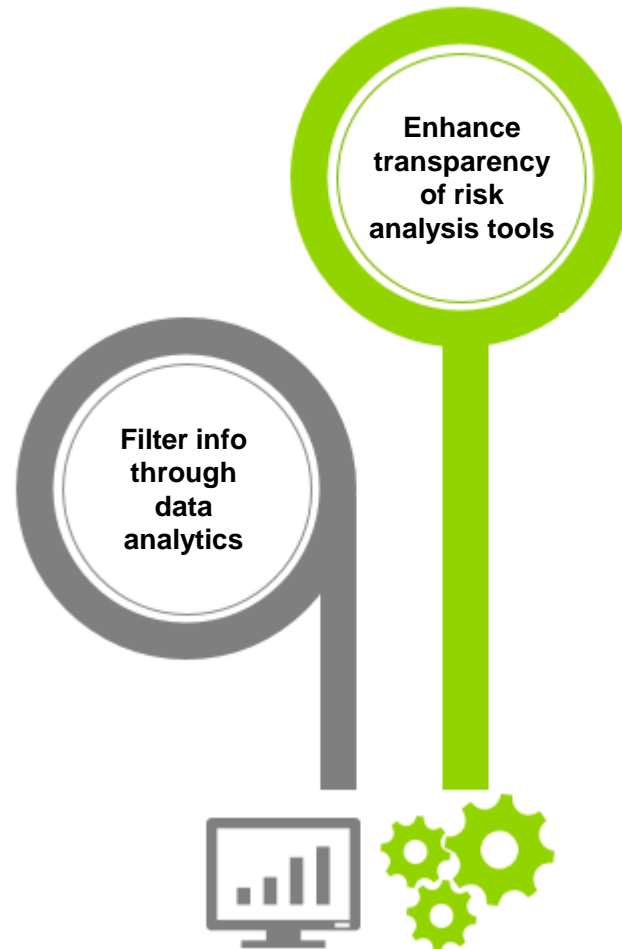 Enhance
transparency
of risk
analysis tools
Filter info
through
data
analytics